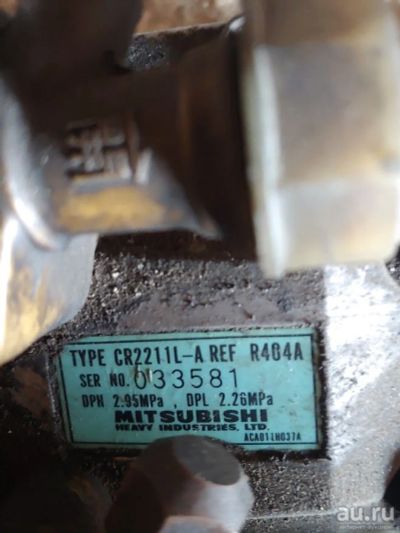 TYPE CR2211L-A REF R404A
SER NO. 033581
DPH 2.95MPa , DPL 2.26MPa
MITSUBISHI
HEAVY INDUSTRIES, LTD.
ACA011H037A
au.ru